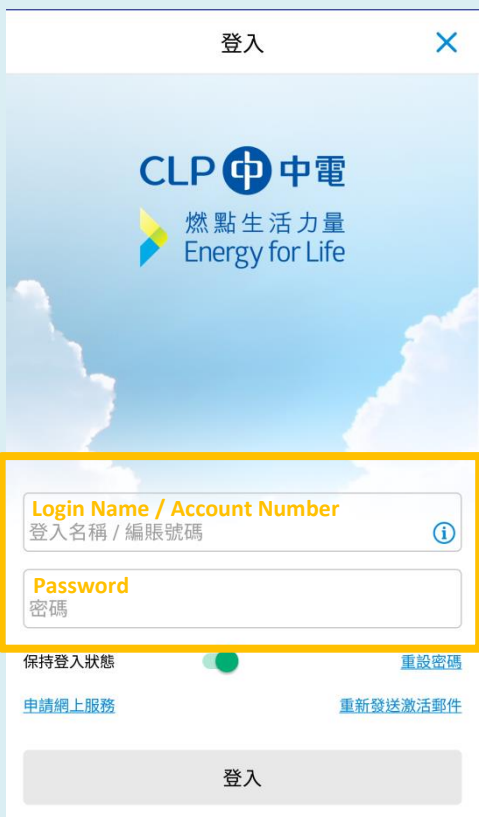 登入
CLP 中 中電
燃點生活力量
Energy for Life
Login Name / Account Number
登入名稱 / 編賬號碼
Password
密碼
保持登入狀態 重設密碼
申請網上服務 重新發送激活郵件
登入